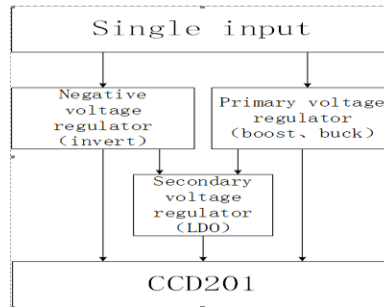 Single input
Negative
voltage
regulator
(invert)
Primary voltage
regulator
(boost、buck)
Secondary
voltage
regulator
(LDO)
CCD201